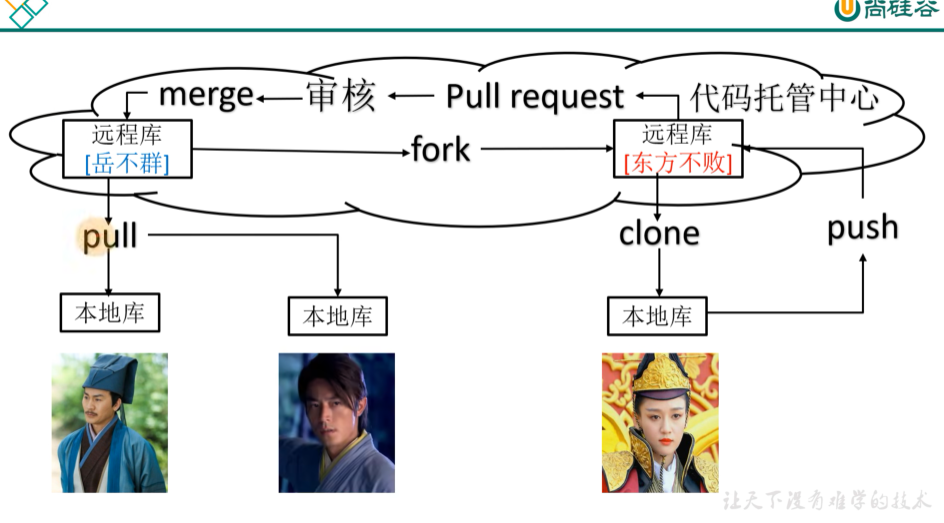 尚硅谷
merge
审核
Pull request
代码托管中心
远程库
[岳不群]
fork
远程库
[东方不败]
pull
clone
push
本地库
本地库
本地库
让天下没有难学的技术